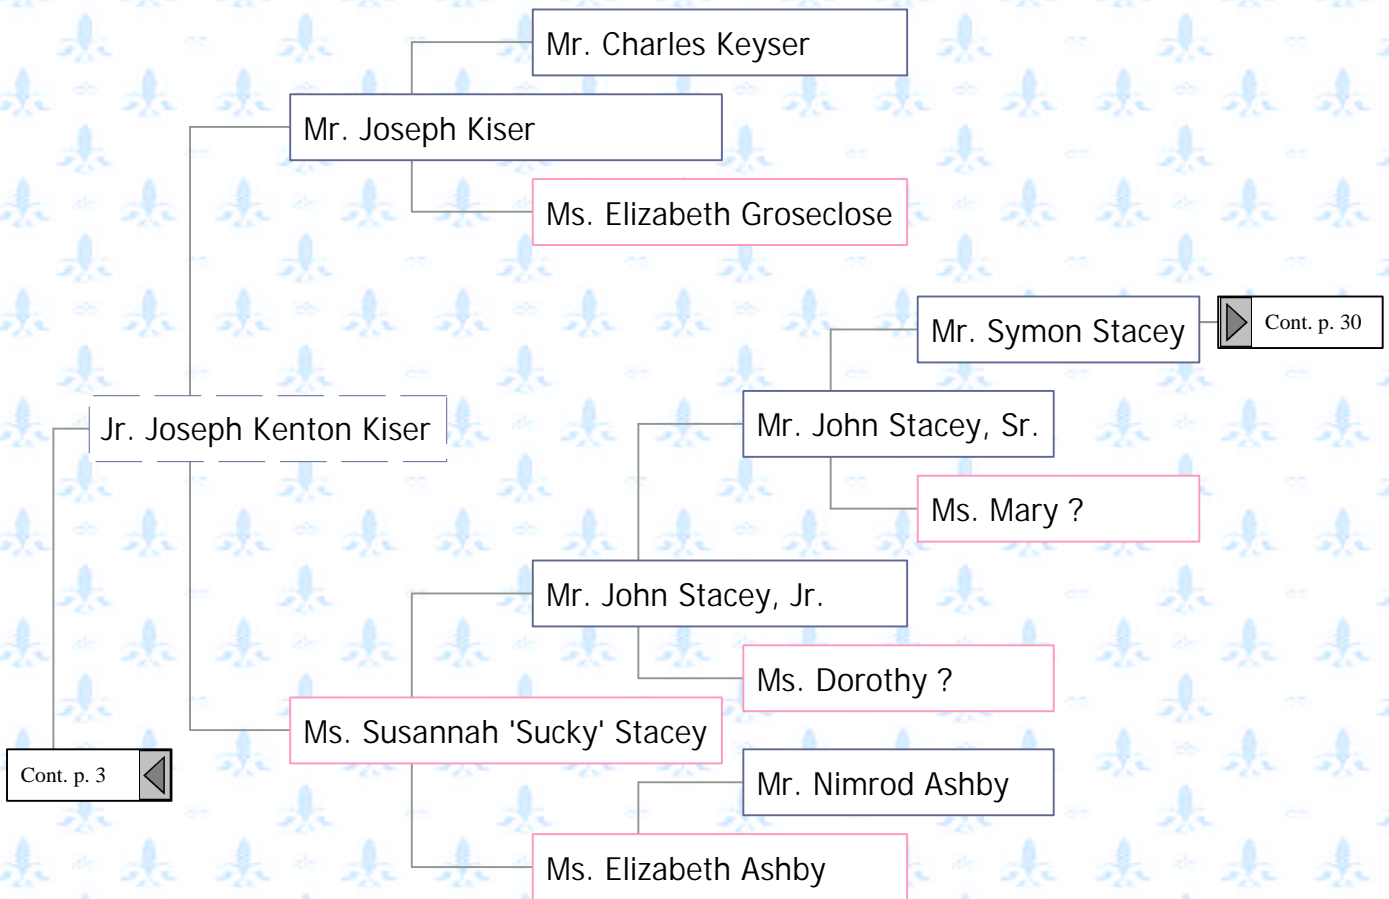 Mr. Charles Keyser
Mr. Joseph Kiser
Ms. Elizabeth Groseclose
Mr. Symon Stacey
Cont. p. 30
Mr. John Stacey, Sr.
Jr. Joseph Kenton Kiser
Ms. Mary ?
Mr. John Stacey, Jr.
Ms. Dorothy ?
Ms. Susannah 'Sucky' Stacey
Cont. p. 3
Mr. Nimrod Ashby
Ms. Elizabeth Ashby